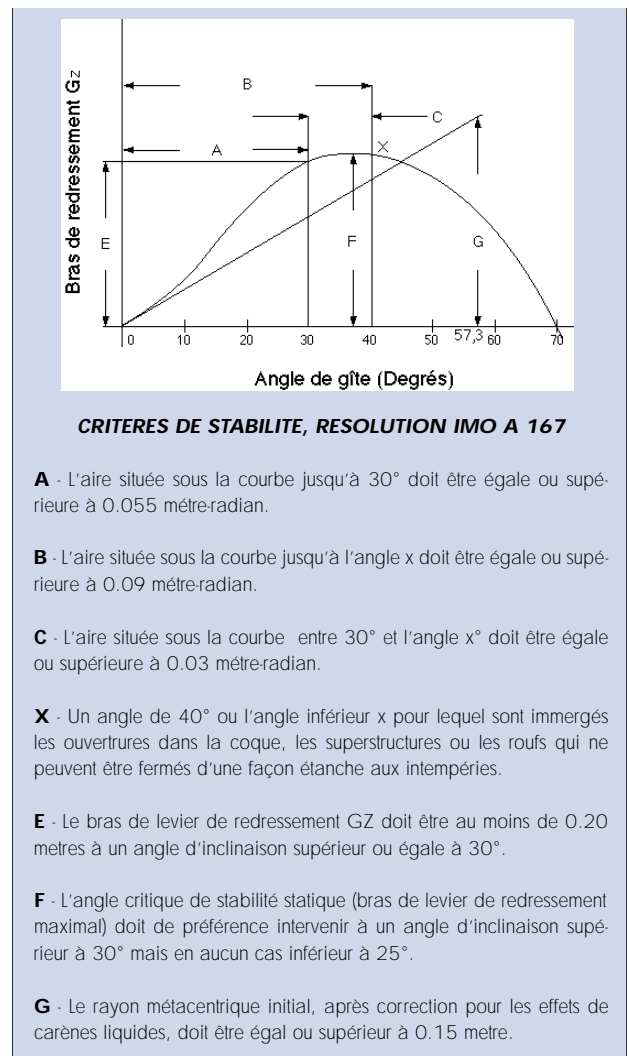 Bras de redressement Gz
B
C
A
X
E
F
G
0 10 20 30 40 50 57,3 60 70
Angle de gîte (Degrés)
CRITERES DE STABILITE, RESOLUTION IMO A 167
A - L'aire située sous la courbe jusqu'à 30° doit être égale ou supé-
rieure à 0.055 métre-radian.
B - L'aire située sous la courbe jusqu'à l'angle x doit être égale ou supé-
rieure à 0.09 métre-radian.
C - L'aire située sous la courbe entre 30° et l'angle x° doit être égale
ou supérieure à 0.03 métre-radian.
X - Un angle de 40° ou l'angle inférieur x pour lequel sont immergés
les ouvertrures dans la coque, les superstructures ou les roufs qui ne
peuvent être fermés d'une façon étanche aux intempéries.
E - Le bras de levier de redressement GZ doit être au moins de 0.20
metres à un angle d'inclinaison supérieur ou égale à 30°.
F - L'angle critique de stabilité statique (bras de levier de redressement
maximal) doit de préférence intervenir à un angle d'inclinaison supé-
rieur à 30° mais en aucun cas inférieur à 25°.
G - Le rayon métacentrique initial, après correction pour les effets de
carènes liquides, doit être égal ou supérieur à 0.15 metre.